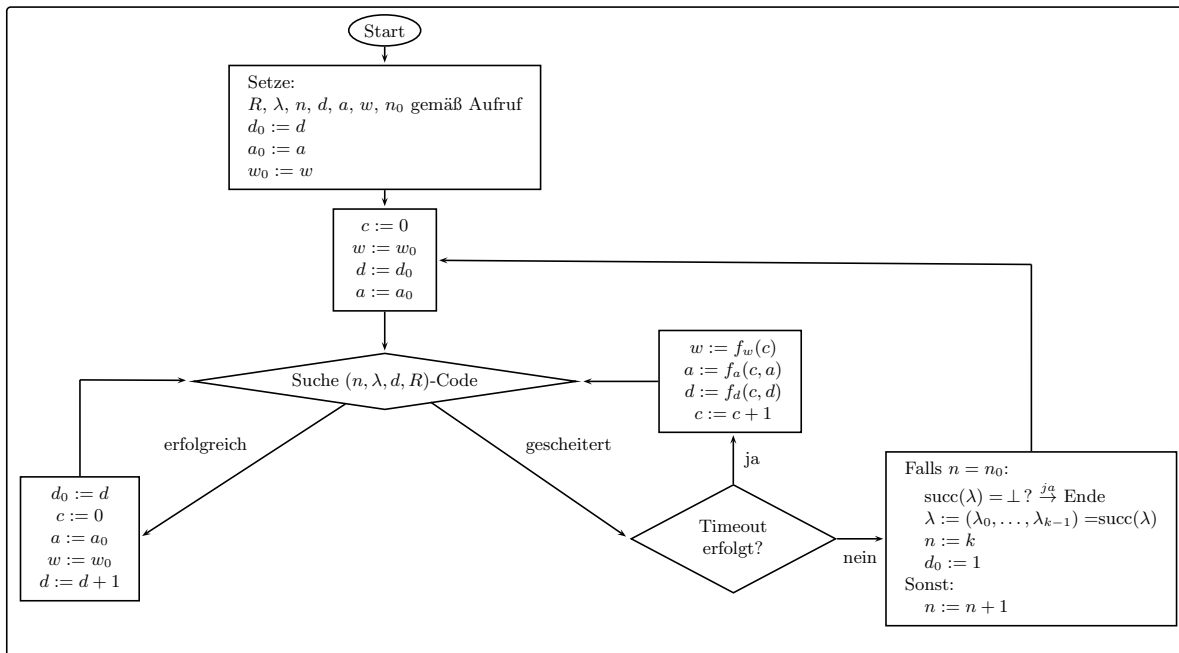 Start
Setze:
R, λ, n, d, a, w, n₀ gemäß Aufruf
d₀ := d
a₀ := a
w₀ := w
c := 0
w := w₀
d := d₀
a := a₀
Suche (n, λ, d, R)-Code
w := f_w(c)
a := f_a(c, a)
d := f_d(c, d)
c := c + 1
erfolgreich
gescheitert
ja
d₀ := d
c := 0
a := a₀
w := w₀
d := d + 1
Timeout
erfolgt?
nein
Falls n = n₀:
succ(λ) = ⊥ ? →^{ja} Ende
λ := (λ₀, . . . , λ_{k−1}) =succ(λ)
n := k
d₀ := 1
Sonst:
n := n + 1